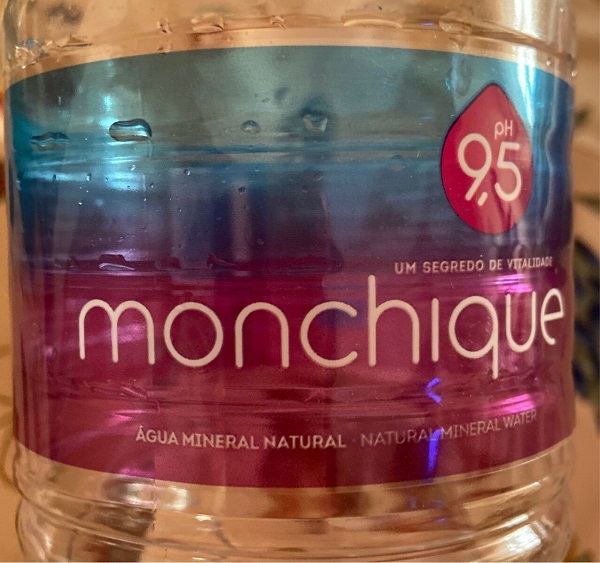 pH
9,5
UM SEGREDO DE VITALIDADE
monchique
ÁGUA MINERAL NATURAL · NATURAL MINERAL WATER